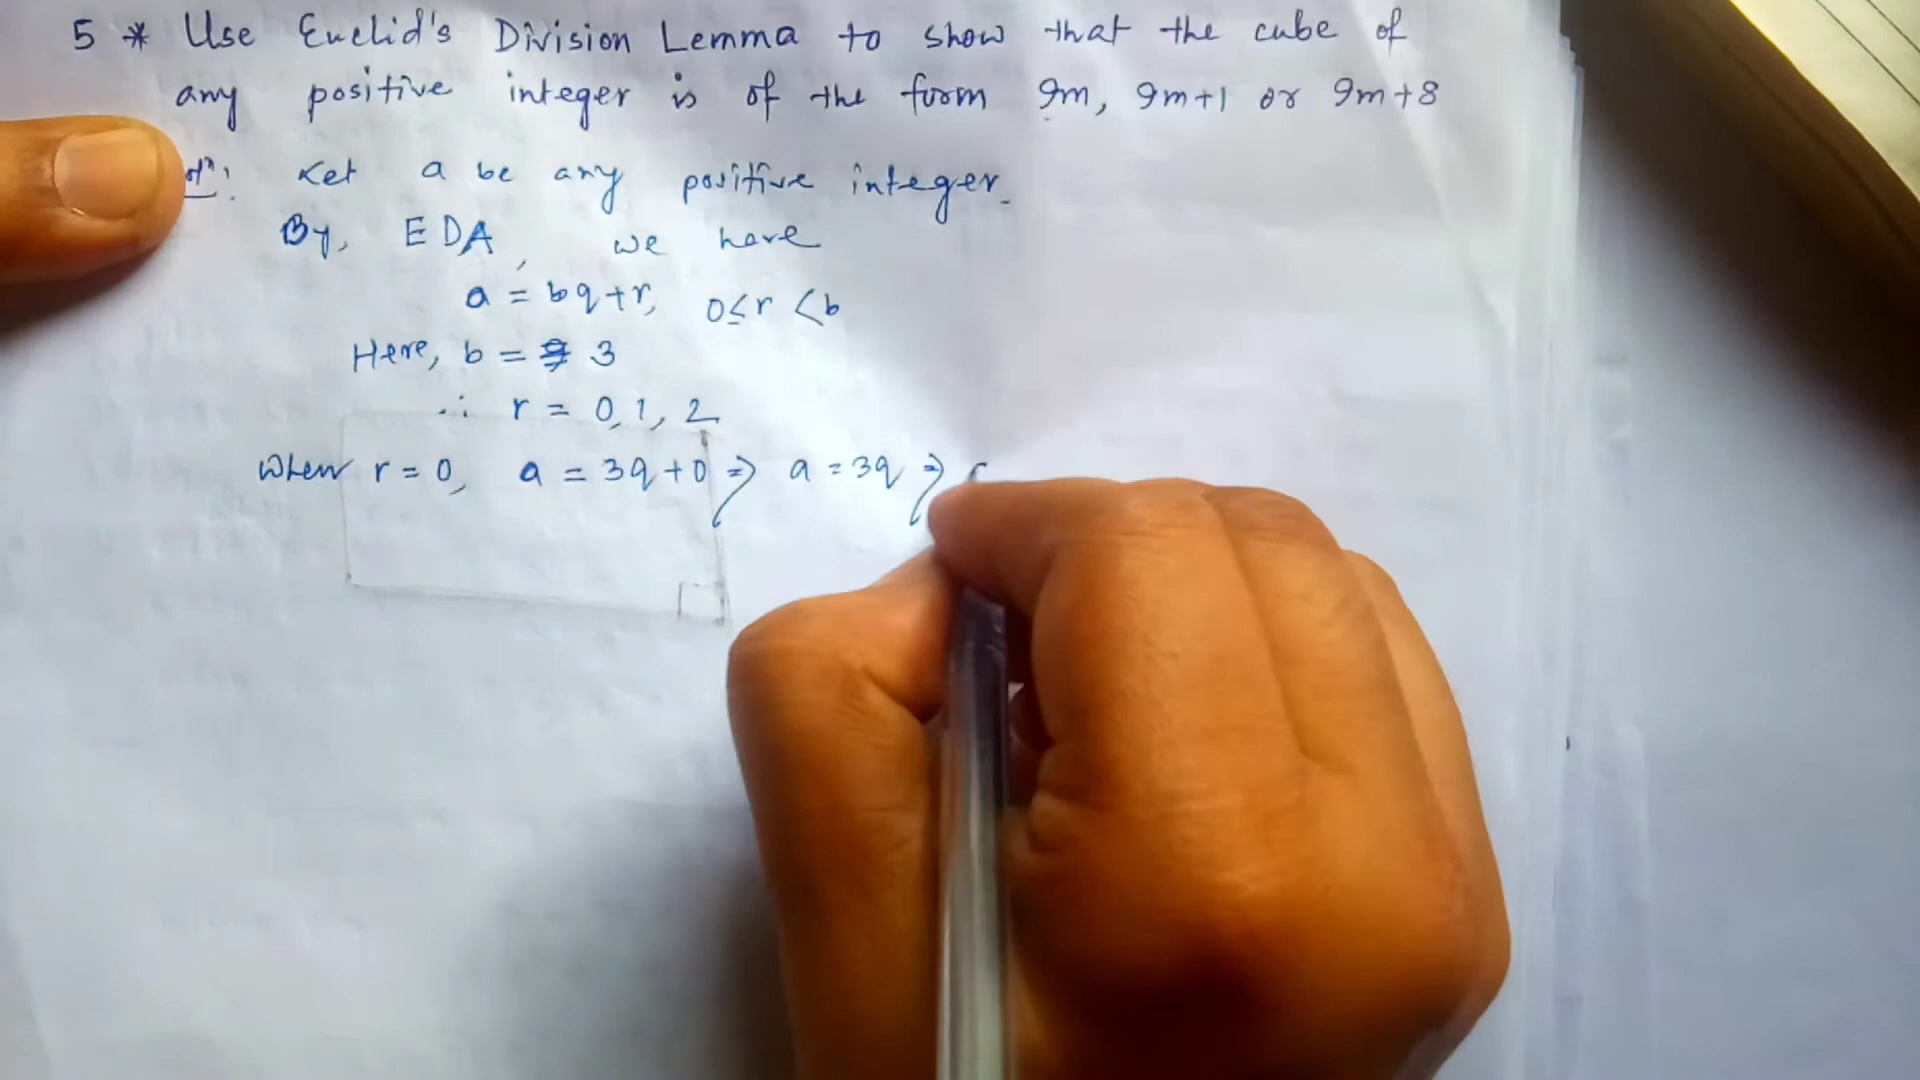 5 * Use Euclid's Division Lemma to show that the cube of
any positive integer is of the form 9m, 9m+1 or 9m+8
Let a be any positive integer.
By, EDA, we have
a = bq+r, 0≤r <b
Here, b = 3
∴ r = 0, 1, 2
When r = 0, a = 3q+0 ⇒ a = 3q ⇒